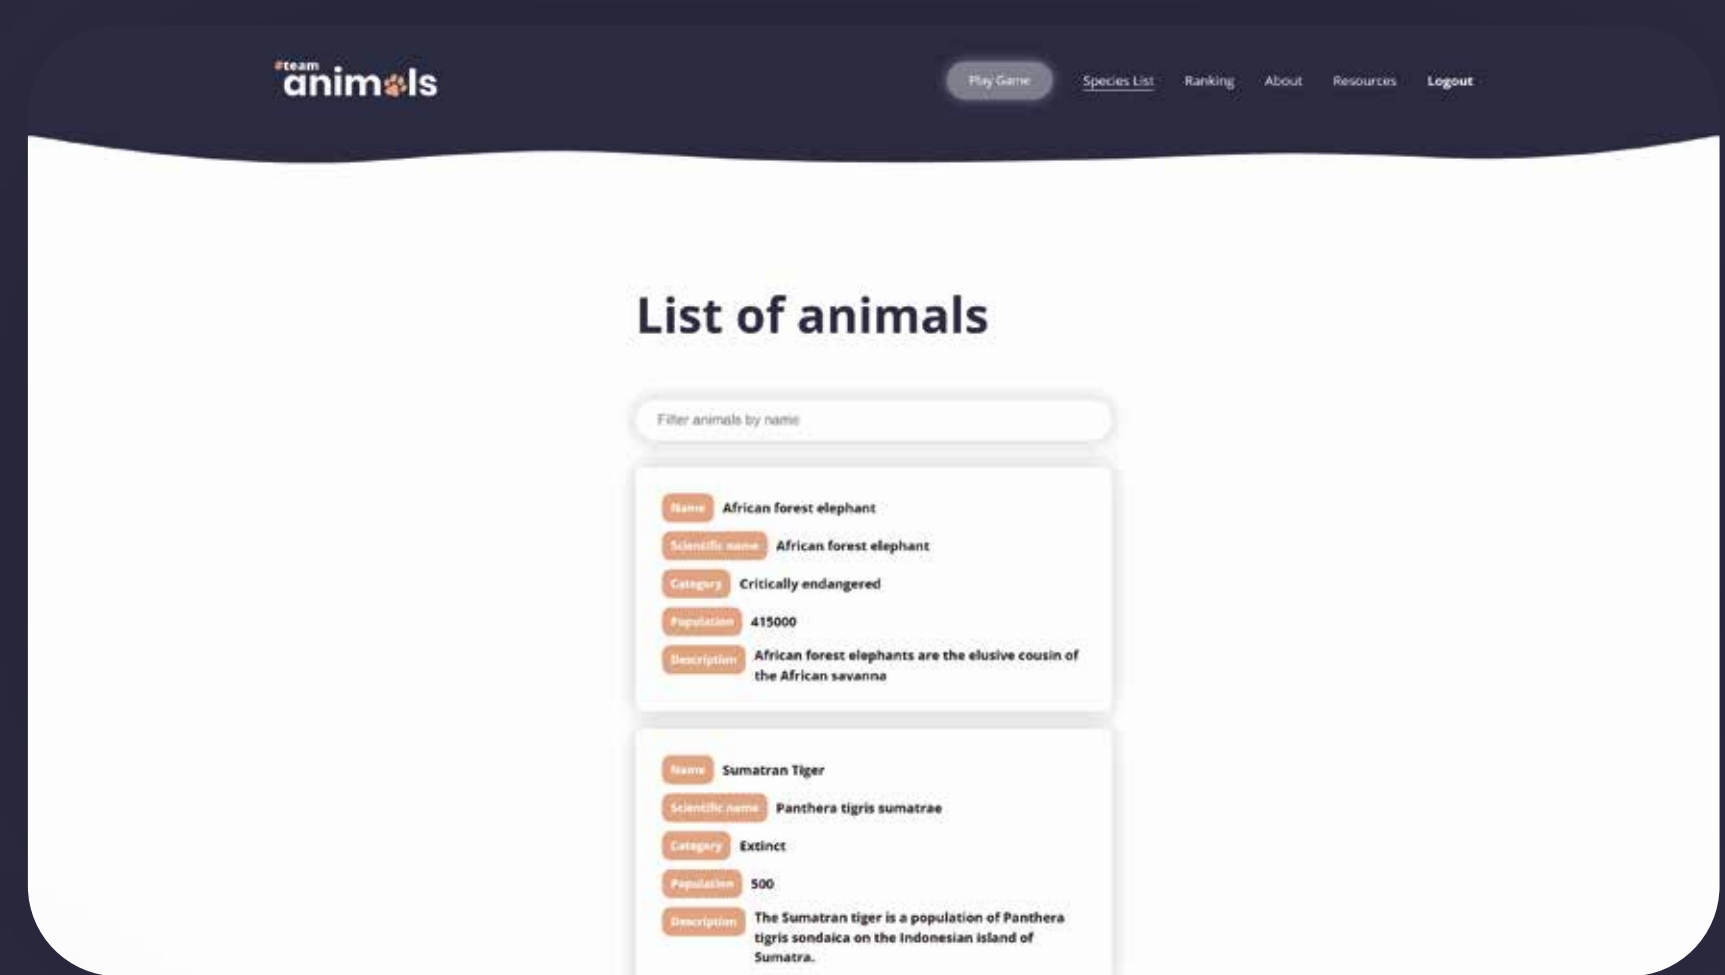 #team
animals
Play Game
Species List
Ranking
About
Resources
Logout
List of animals
Filter animals by name
Name African forest elephant
Scientific name African forest elephant
Category Critically endangered
Population 415000
Description African forest elephants are the elusive cousin of
the African savanna
Name Sumatran Tiger
Scientific name Panthera tigris sumatrae
Category Extinct
Population 500
Description The Sumatran tiger is a population of Panthera
tigris sondaica on the Indonesian island of
Sumatra.